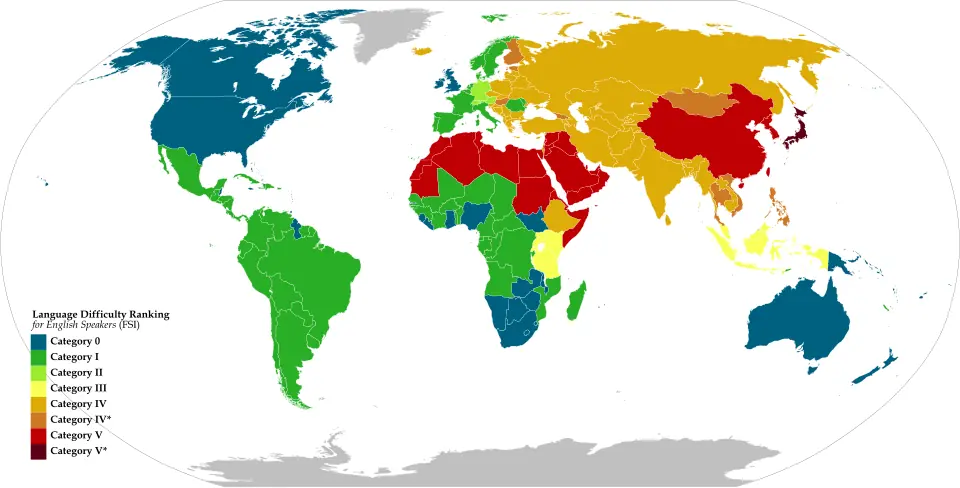 Language Difficulty Ranking
for English Speakers (FSI)
Category 0
Category I
Category II
Category III
Category IV
Category IV*
Category V
Category V*